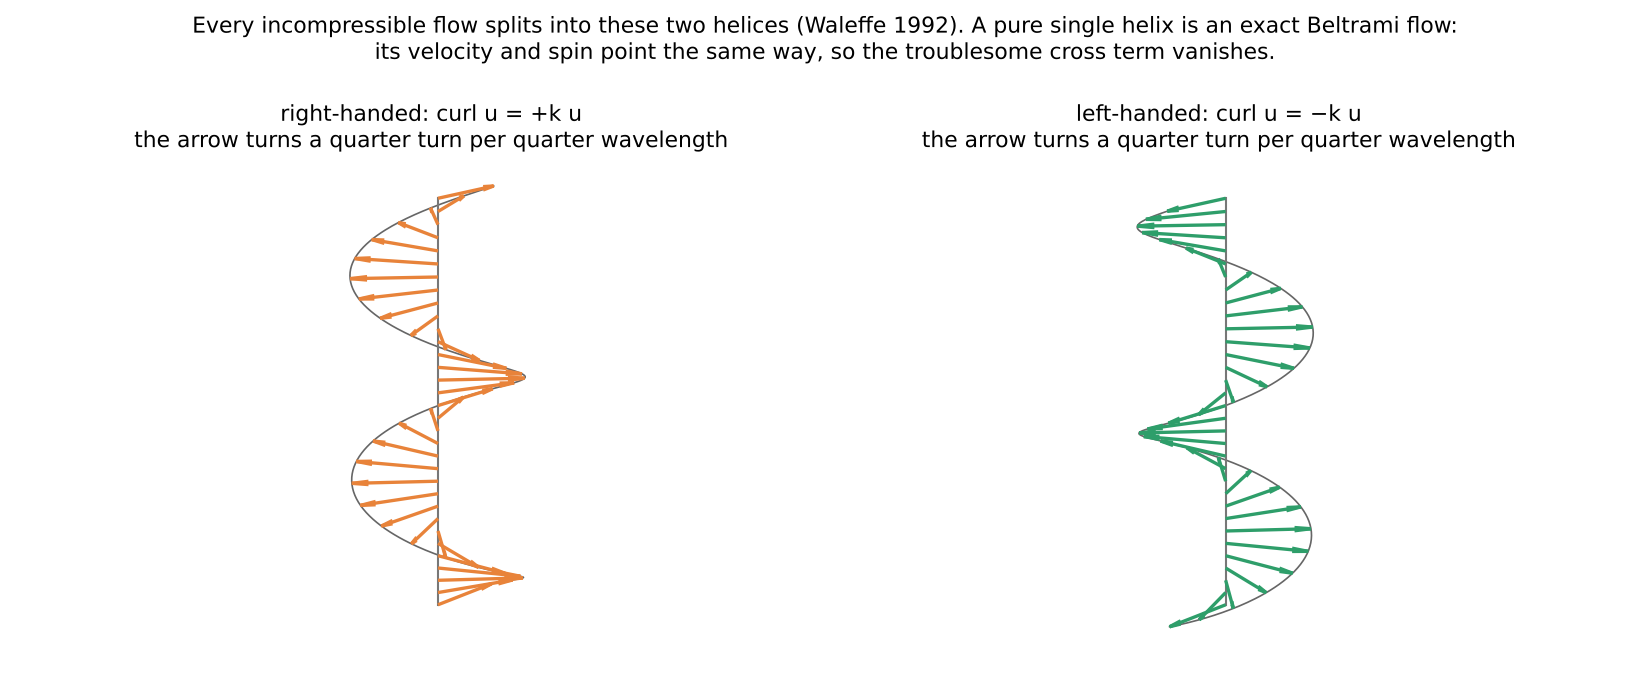 Every incompressible flow splits into these two helices (Waleffe 1992). A pure single helix is an exact Beltrami flow:
its velocity and spin point the same way, so the troublesome cross term vanishes.
right-handed: curl u = +k u
the arrow turns a quarter turn per quarter wavelength
left-handed: curl u = −k u
the arrow turns a quarter turn per quarter wavelength